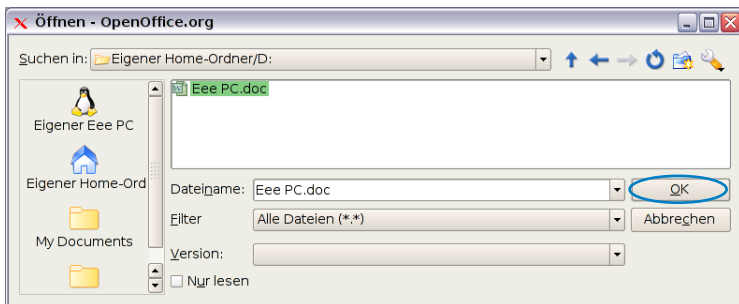 Öffnen - OpenOffice.org
Suchen in: Eigener Home-Ordner/D:
Eigener Eee PC
Eigener Home-Ord
My Documents
Eee PC.doc
Dateiname: Eee PC.doc OK
Filter Alle Dateien (*.*) Abbrechen
Version:
Nur lesen